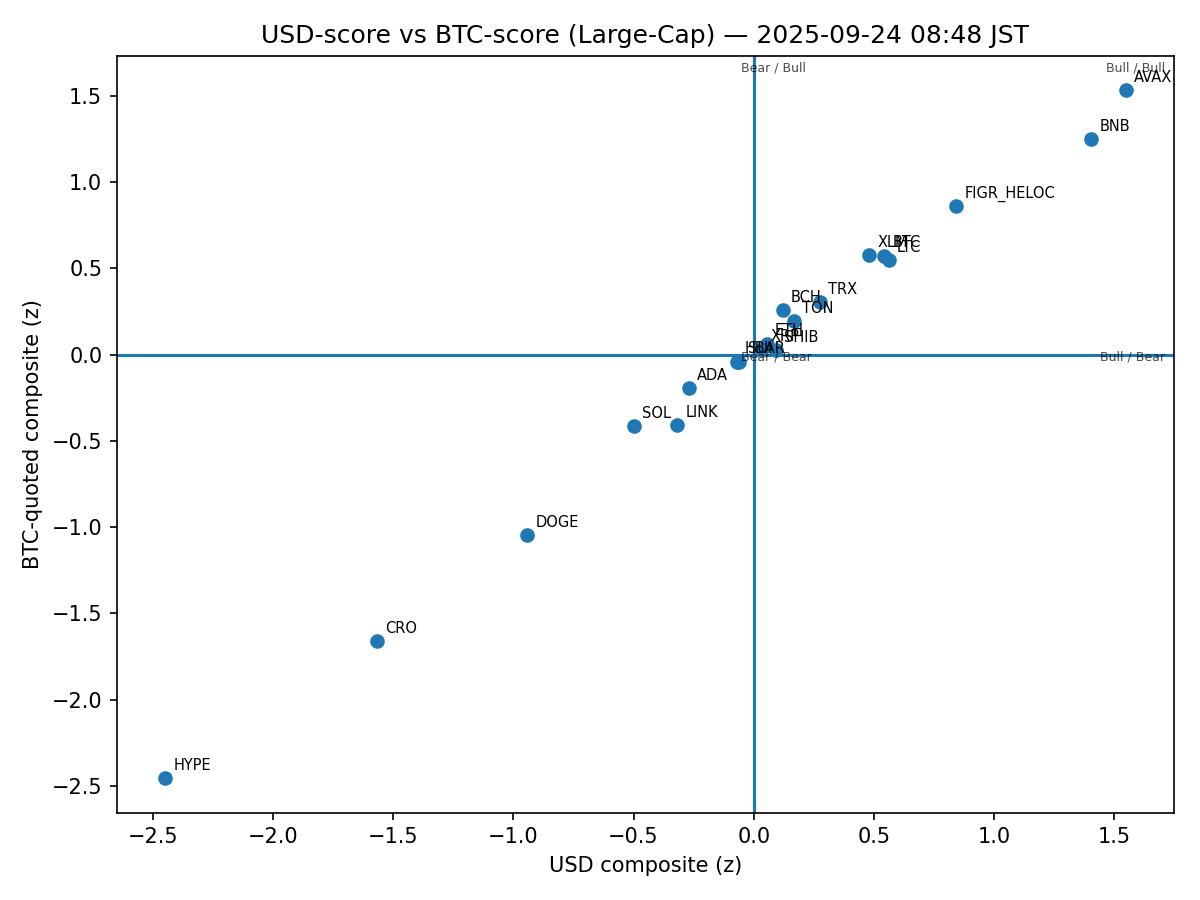 USD-score vs BTC-score (Large-Cap) — 2025-09-24 08:48 JST
Bear / Bull
Bull / Bull
AVAX
BNB
FIGR_HELOC
XLM
BTC
LTC
TRX
BCH
TON
ETH
SHIB
Bear / Bear
Bull / Bear
ADA
SOL
LINK
DOGE
CRO
HYPE
1.5
1.0
0.5
0.0
−0.5
−1.0
−1.5
−2.0
−2.5
BTC-quoted composite (z)
−2.5
−2.0
−1.5
−1.0
−0.5
0.0
0.5
1.0
1.5
USD composite (z)